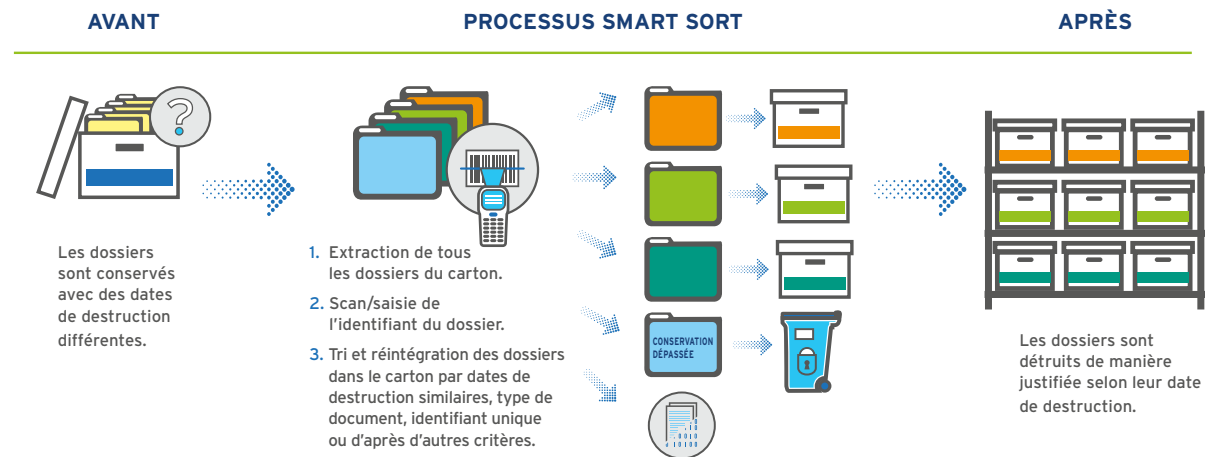 AVANT
PROCESSUS SMART SORT
APRÈS
?
Les dossiers
sont conservés
avec des dates
de destruction
différentes.
1. Extraction de tous
les dossiers du carton.
2. Scan/saisie de
l'identifiant du dossier.
3. Tri et réintégration des dossiers
dans le carton par dates de
destruction similaires, type de
document, identifiant unique
ou d'après d'autres critères.
CONSERVATION
DÉPASSÉE
Les dossiers sont
détruits de manière
justifiée selon leur date
de destruction.